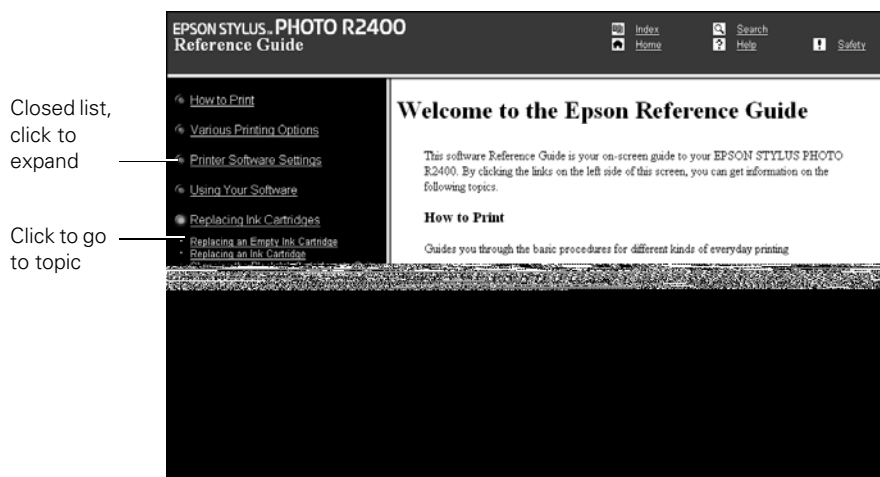 EPSON STYLUS PHOTO R2400
Reference Guide
Index
Home
Search
Help
Safety
Closed list,
click to
expand
Click to go
to topic
How to Print
Various Printing Options
Printer Software Settings
Using Your Software
Replacing Ink Cartridges
Replacing an Empty Ink Cartridge
Replacing an Ink Cartridge
Welcome to the Epson Reference Guide
This software Reference Guide is your on-screen guide to your EPSON STYLUS PHOTO
R2400. By clicking the links on the left side of this screen, you can get information on the
following topics.
How to Print
Guides you through the basic procedures for different kinds of everyday printing